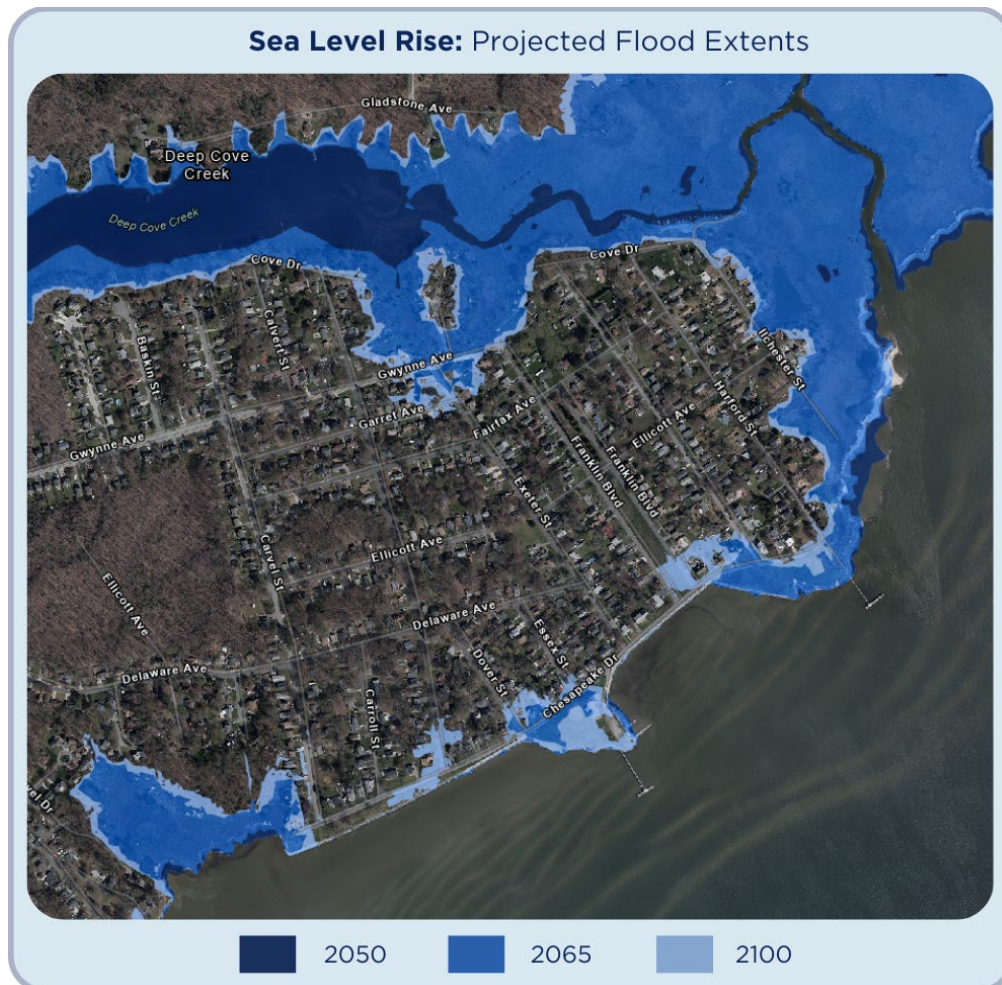 Sea Level Rise: Projected Flood Extents
Gladstone Ave
Deep Cove
Creek
Deep Cove Creek
Cove Dr
Cove Dr
Calvert St
Baskin St
Ilchester St
Gwynne Ave
Harford St
Garret Ave
Fairfax Ave
Ellicott Ave
Gwynne Ave
Franklin Blvd
Franklin Blvd
Exeter St
Carvel St
Ellicott Ave
Ellicott Ave
Delaware Ave
Essex St
Delaware Ave
Dover St
Chesapeake Dr
Carroll St
vel Dr
2050
2065
2100